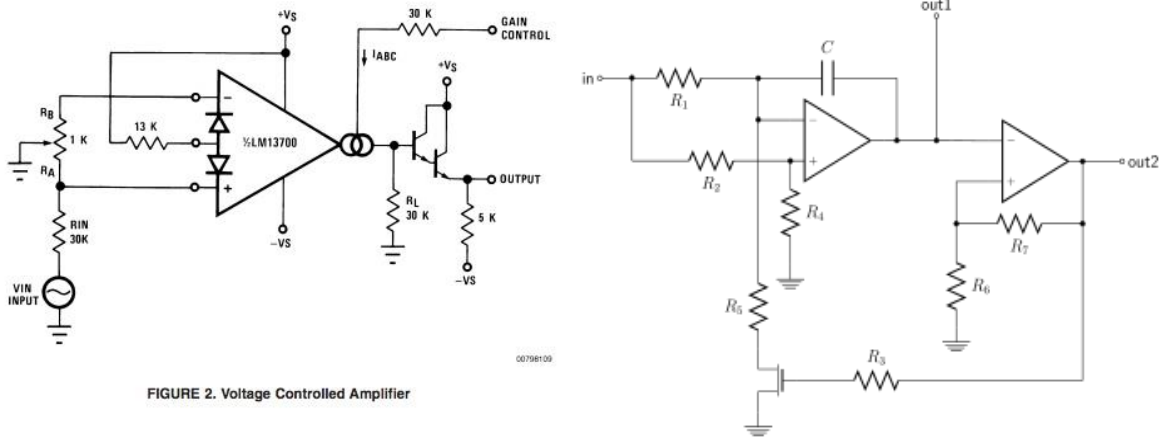 +VS
30 K
GAIN
CONTROL
IABC
+VS
RB
1 K
13 K
−
½LM13700
RA
+
OUTPUT
RL
30 K
5 K
RIN
30K
−VS
−VS
VIN
INPUT
00798109
FIGURE 2. Voltage Controlled Amplifier
out1
C
in
R1
−
+
−
+
out2
R2
R4
R7
R6
R5
R3